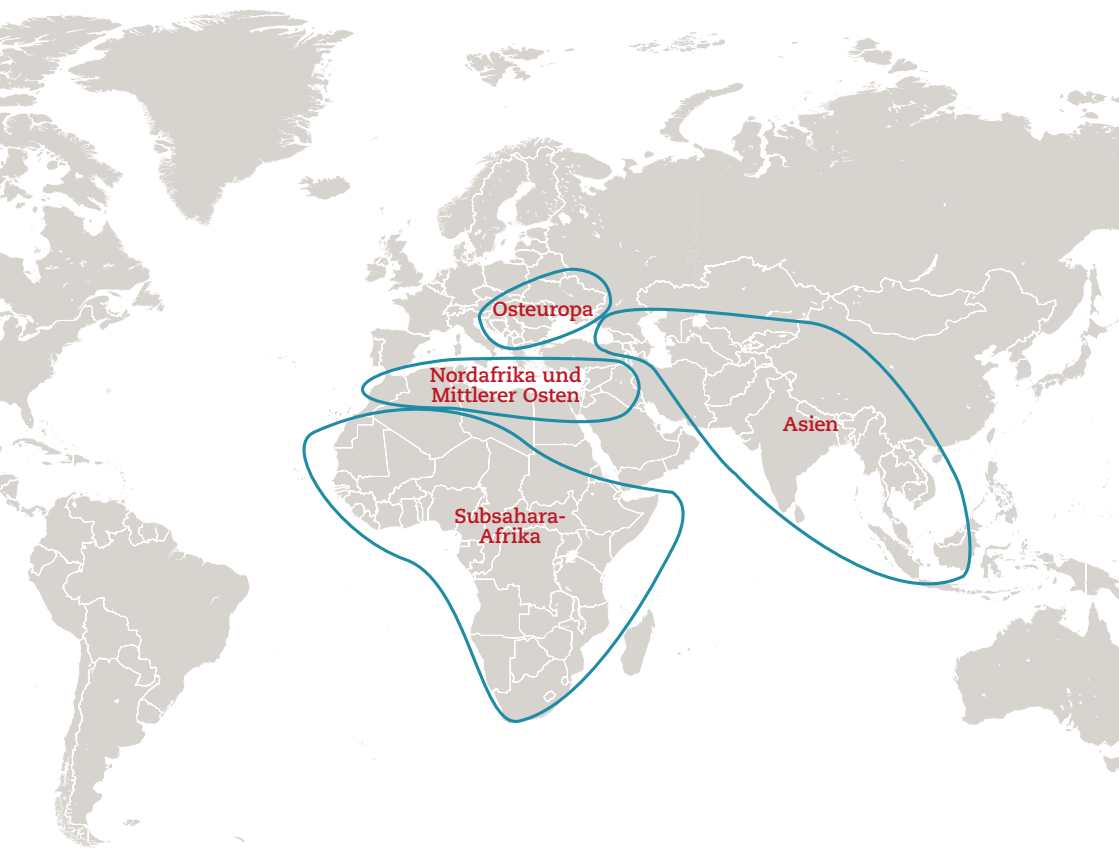 Osteuropa
Nordafrika und
Mittlerer Osten
Asien
Subsahara-
Afrika